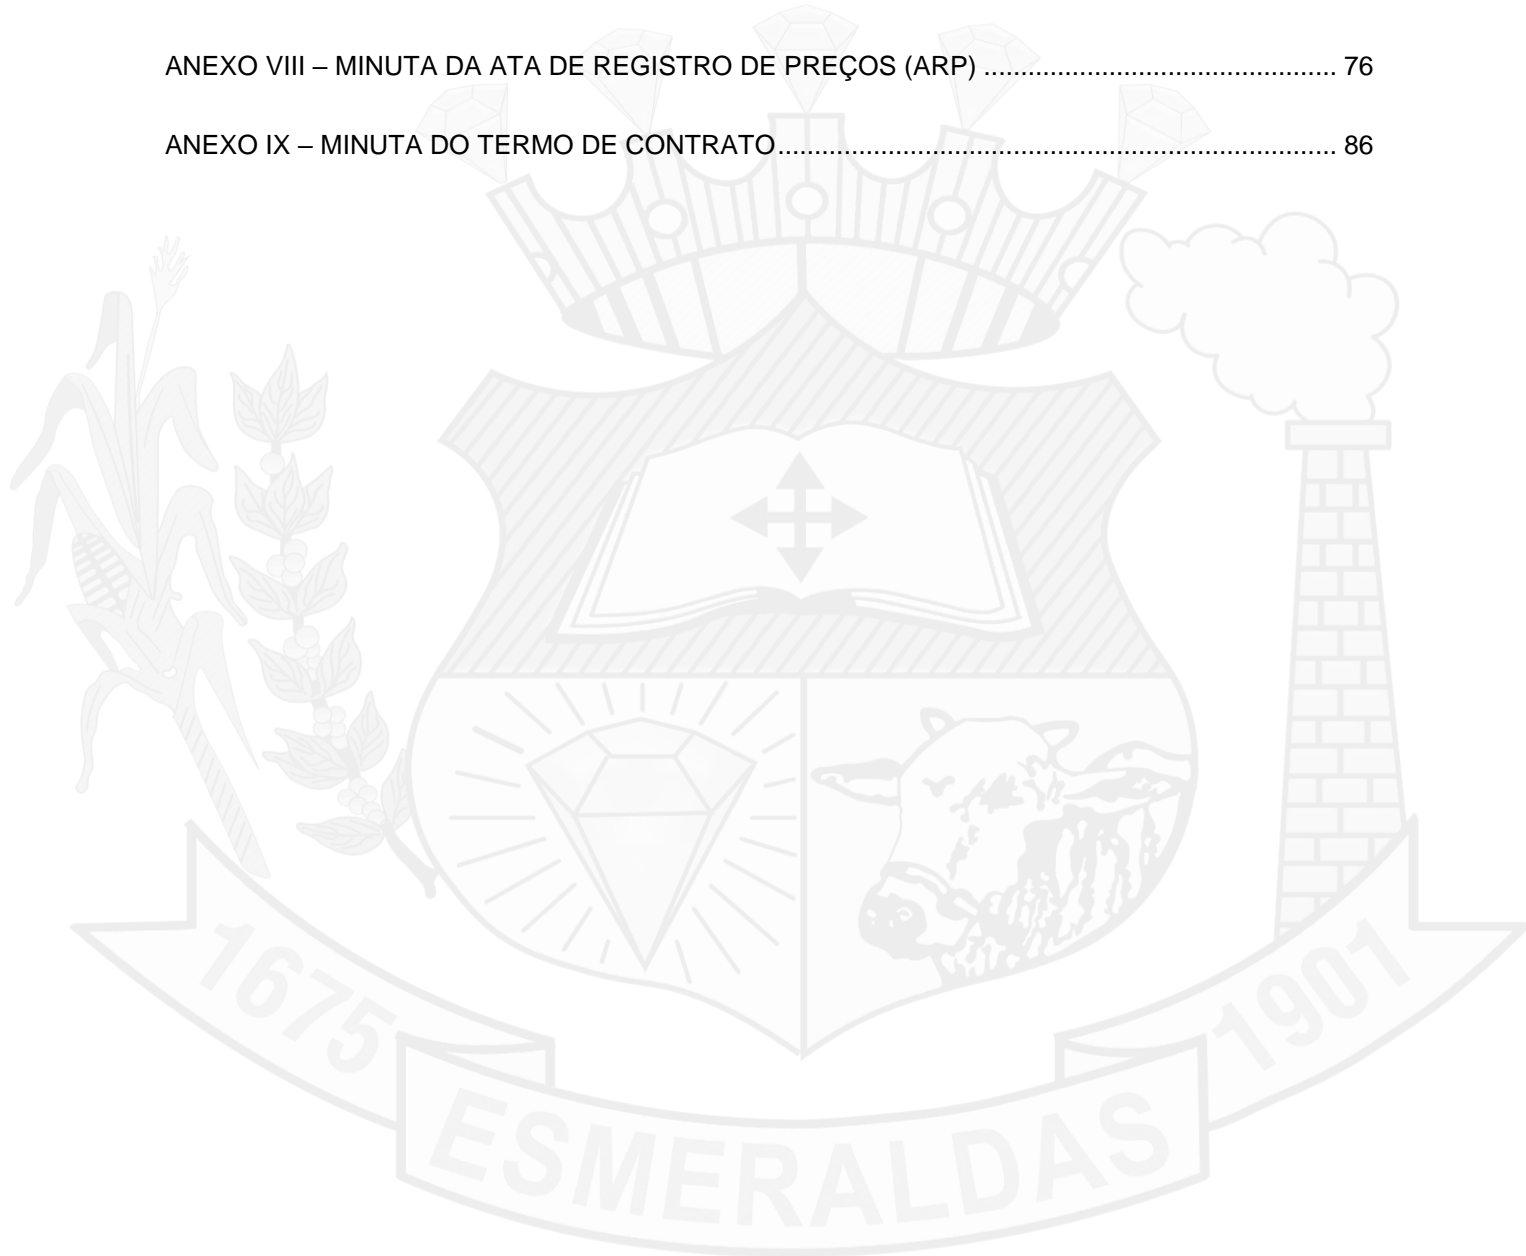 ANEXO VIII – MINUTA DA ATA DE REGISTRO DE PREÇOS (ARP) ................................................ 76
ANEXO IX – MINUTA DO TERMO DE CONTRATO............................................................................ 86
1675
ESMERALDAS
1901